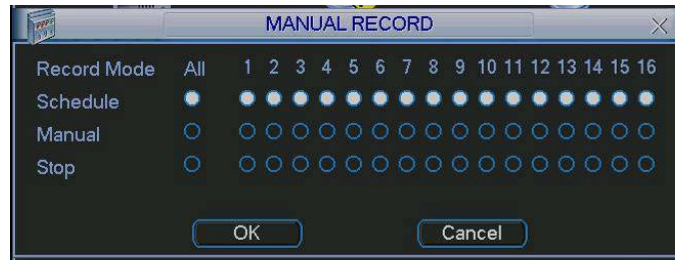 MANUAL RECORD
Record Mode All 1 2 3 4 5 6 7 8 9 10 11 12 13 14 15 16
Schedule
Manual
Stop
OK Cancel